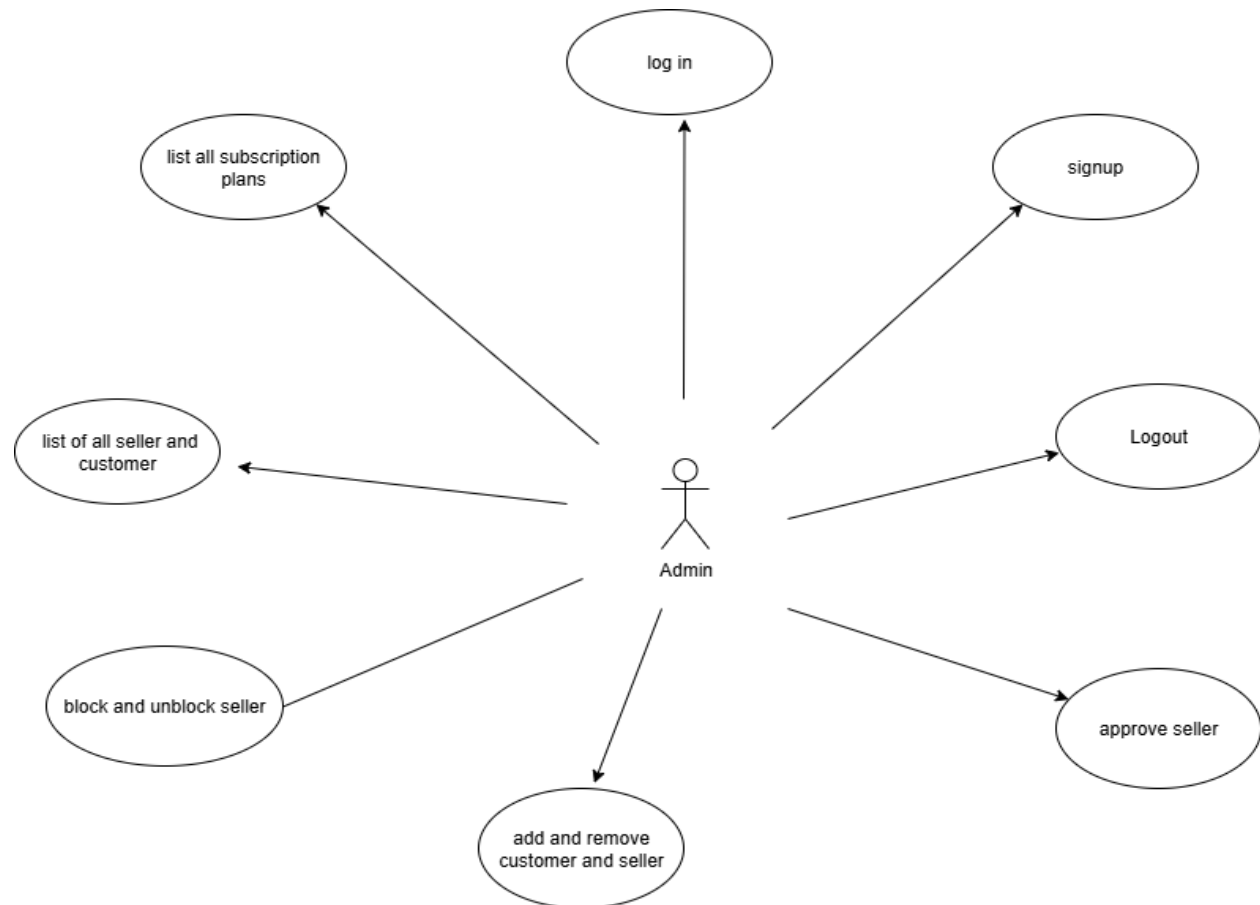 log in
list all subscription
plans
signup
list of all seller and
customer
Logout
Admin
block and unblock seller
approve seller
add and remove
customer and seller